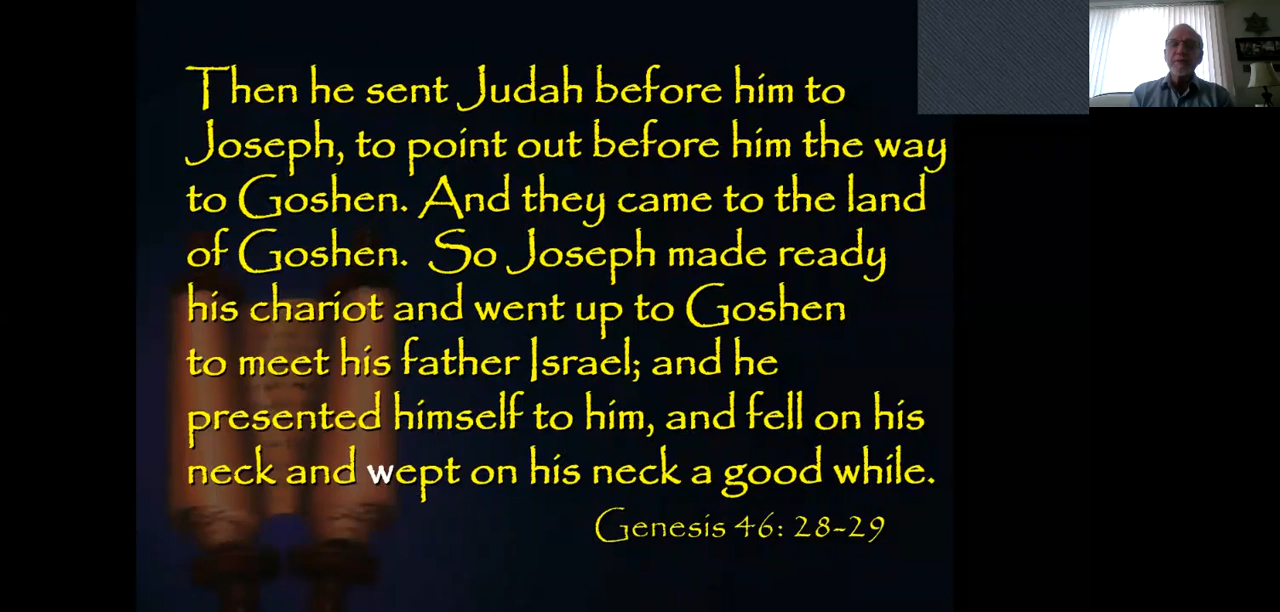 Then he sent Judah before him to
Joseph, to point out before him the way
to Goshen. And they came to the land
of Goshen. So Joseph made ready
his chariot and went up to Goshen
to meet his father Israel; and he
presented himself to him, and fell on his
neck and wept on his neck a good while.
Genesis 46: 28-29